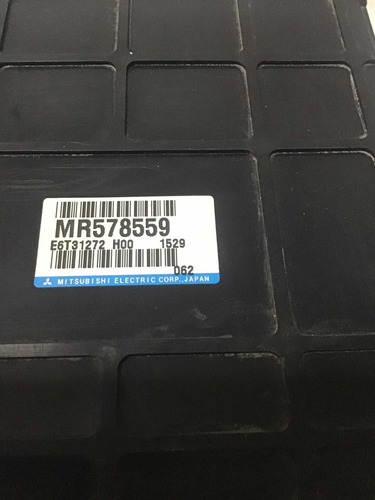 MR578559
E6T31272 H00 1529
062
MITSUBISHI ELECTRIC CORP. JAPAN